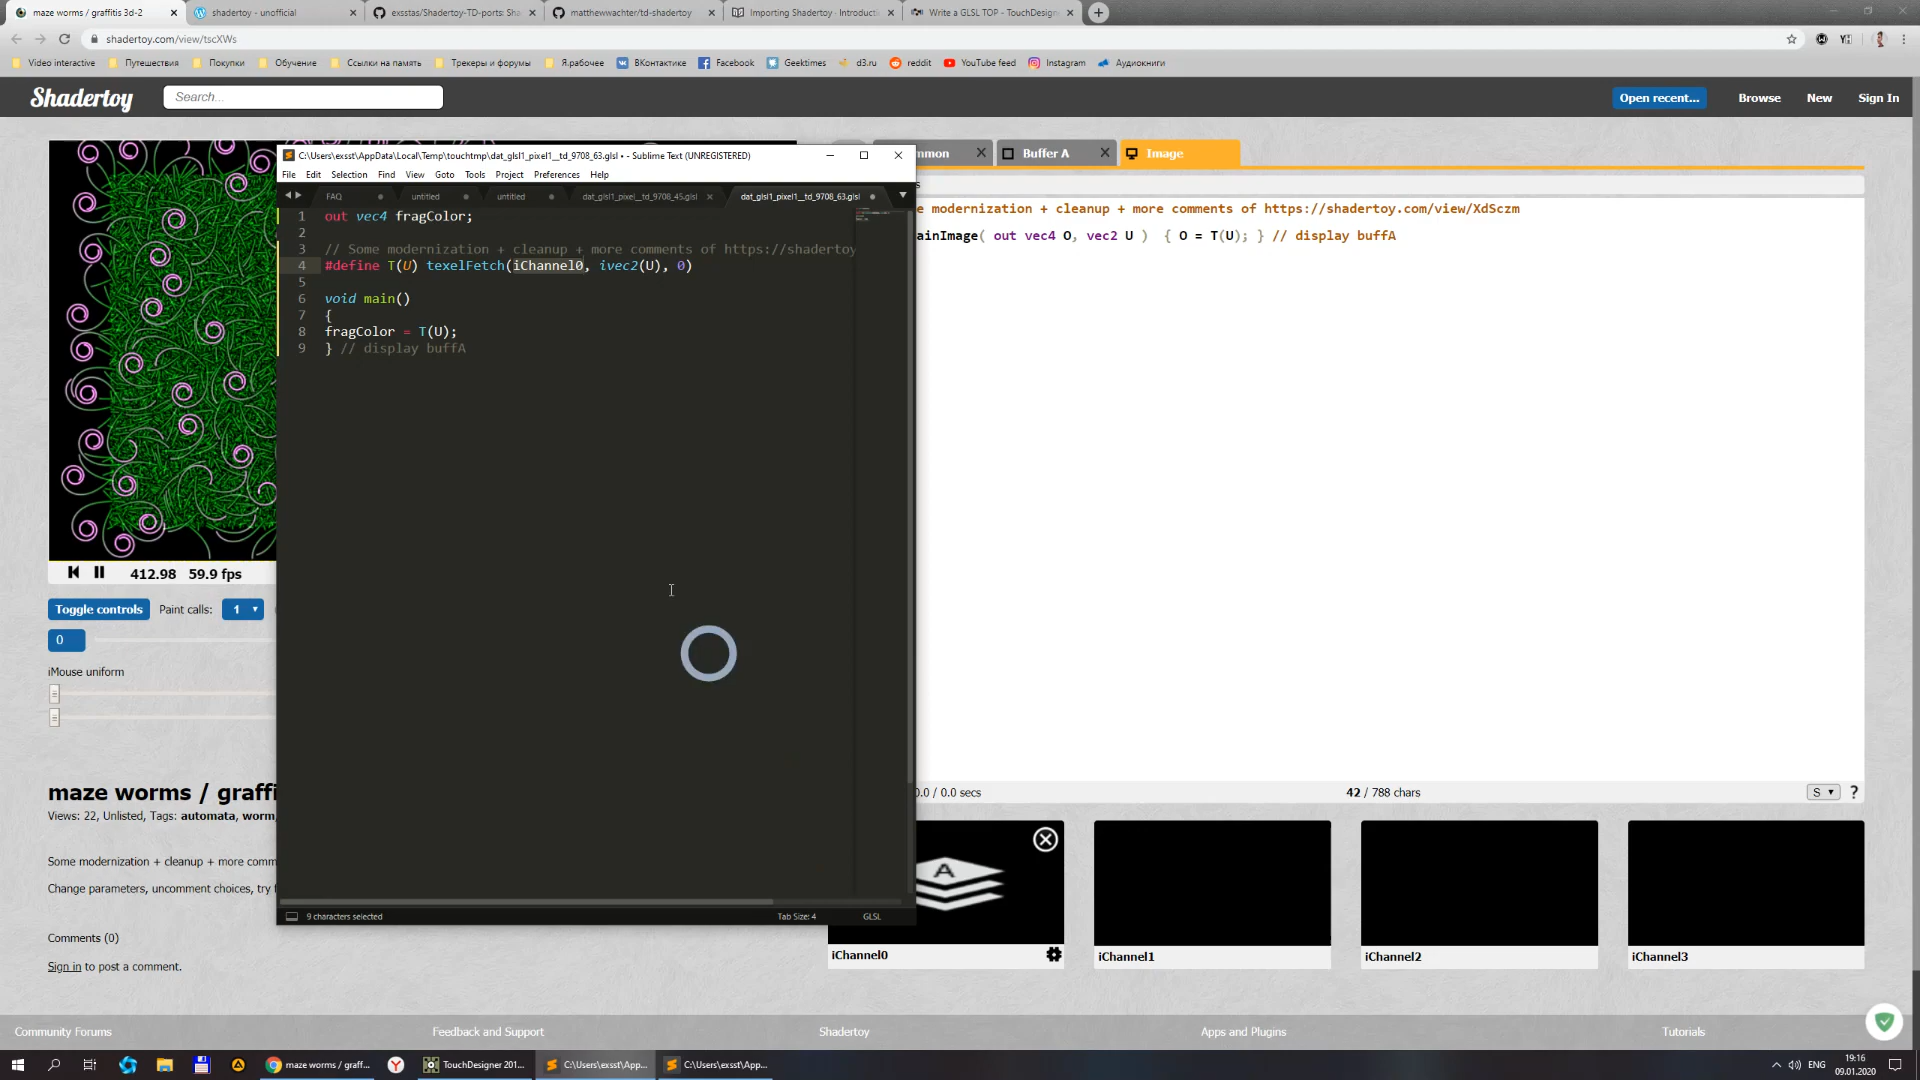 maze worms / graffitis 3d-2
shadertoy - unofficial
exsstas/Shadertoy-TD-ports: Sha
matthewwachter/td-shadertoy
Importing Shadertoy · Introducti
Write a GLSL TOP - TouchDesign
shadertoy.com/view/tscXWs
Video interactive
Путешествия
Покупки
Обучение
Ссылки на память
Трекеры и форумы
Я.рабочее
ВКонтакте
Facebook
Geektimes
d3.ru
reddit
YouTube feed
Instagram
Аудиокниги
Shadertoy
Search...
Open recent...
Browse
New
Sign In
C:\Users\exsst\AppData\Local\Temp\touchtmp\dat_glsl1_pixel1__td_9708_63.glsl • - Sublime Text (UNREGISTERED)
File Edit Selection Find View Goto Tools Project Preferences Help
FAQ
untitled
untitled
dat_glsl1_pixel__td_9708_45.glsl
dat_glsl1_pixel1__td_9708_63.glsl
1 out vec4 fragColor;
2
3 // Some modernization + cleanup + more comments of https://shadertoy
4 #define T(U) texelFetch(iChannel0, ivec2(U), 0)
5
6 void main()
7 {
8 fragColor = T(U);
9 } // display buffA
9 characters selected
Tab Size: 4
GLSL
mmon
Buffer A
Image
s
e modernization + cleanup + more comments of https://shadertoy.com/view/XdSczm
ainImage( out vec4 O, vec2 U ) { O = T(U); } // display buffA
412.98
59.9 fps
Toggle controls
Paint calls:
1
0
iMouse uniform
0.0 / 0.0 secs
42 / 788 chars
S
?
maze worms / graffi
Views: 22, Unlisted, Tags: automata, worm,
Some modernization + cleanup + more comm
Change parameters, uncomment choices, try
Comments (0)
Sign in to post a comment.
A
iChannel0
iChannel1
iChannel2
iChannel3
Community Forums
Feedback and Support
Shadertoy
Apps and Plugins
Tutorials
maze worms / graff...
TouchDesigner 201...
C:\Users\exsst\App...
C:\Users\exsst\App...
ENG
19:16
09.01.2020